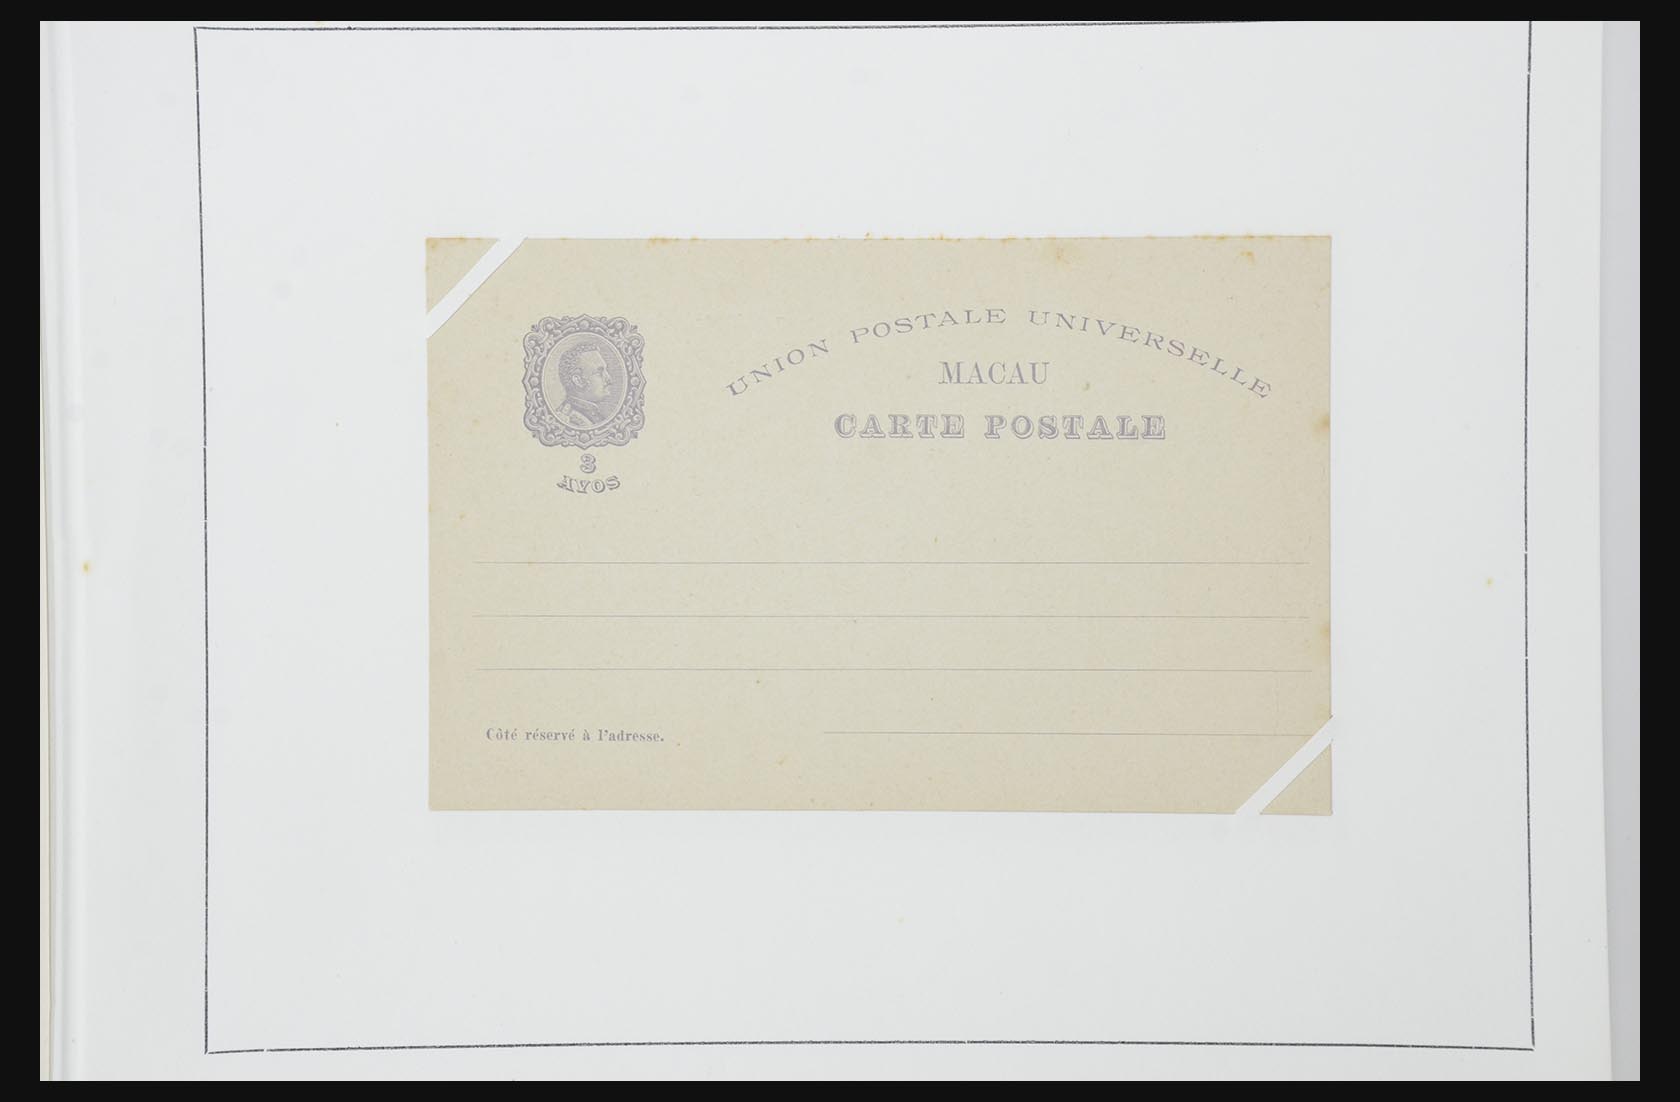 UNION POSTALE UNIVERSELLE
MACAU
CARTE POSTALE
3
AVOS
Côté réservé à l'adresse.